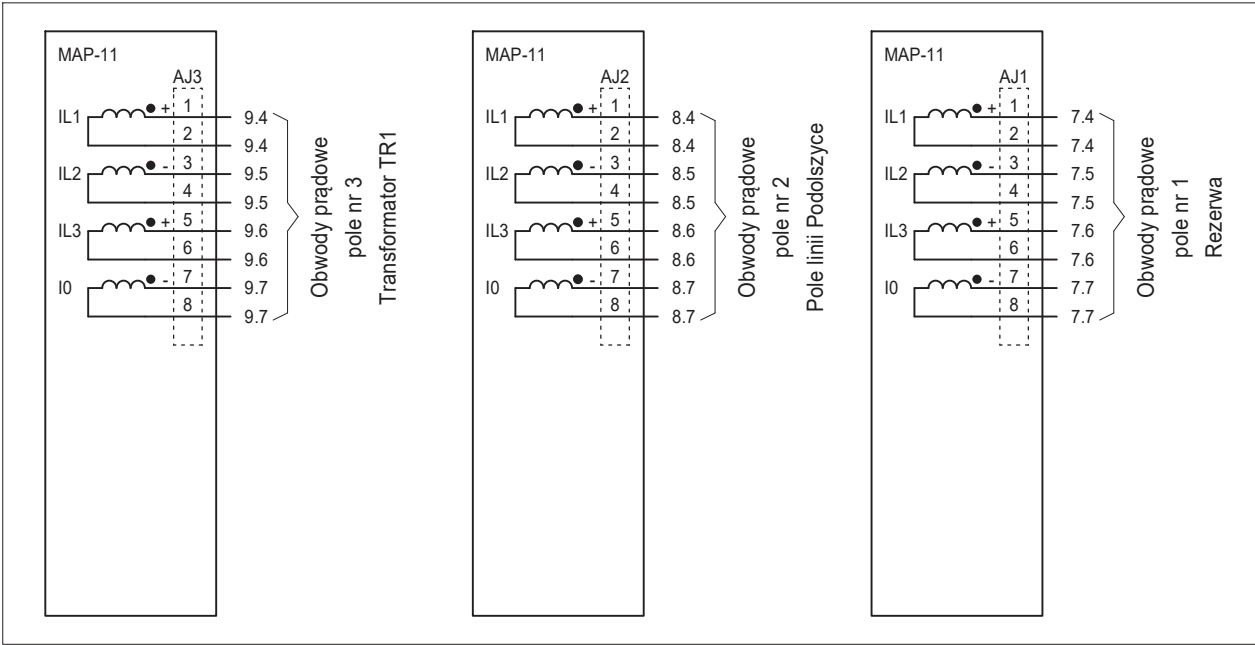 MAP-11
AJ3
IL1 + 1 9.4
2 9.4
IL2 - 3 9.5
4 9.5
IL3 + 5 9.6
6 9.6
I0 - 7 9.7
8 9.7
Obwody prądowe
pole nr 3
Transformator TR1
MAP-11
AJ2
IL1 + 1 8.4
2 8.4
IL2 - 3 8.5
4 8.5
IL3 + 5 8.6
6 8.6
I0 - 7 8.7
8 8.7
Obwody prądowe
pole nr 2
Pole linii Podolszyce
MAP-11
AJ1
IL1 + 1 7.4
2 7.4
IL2 - 3 7.5
4 7.5
IL3 + 5 7.6
6 7.6
I0 - 7 7.7
8 7.7
Obwody prądowe
pole nr 1
Rezerwa